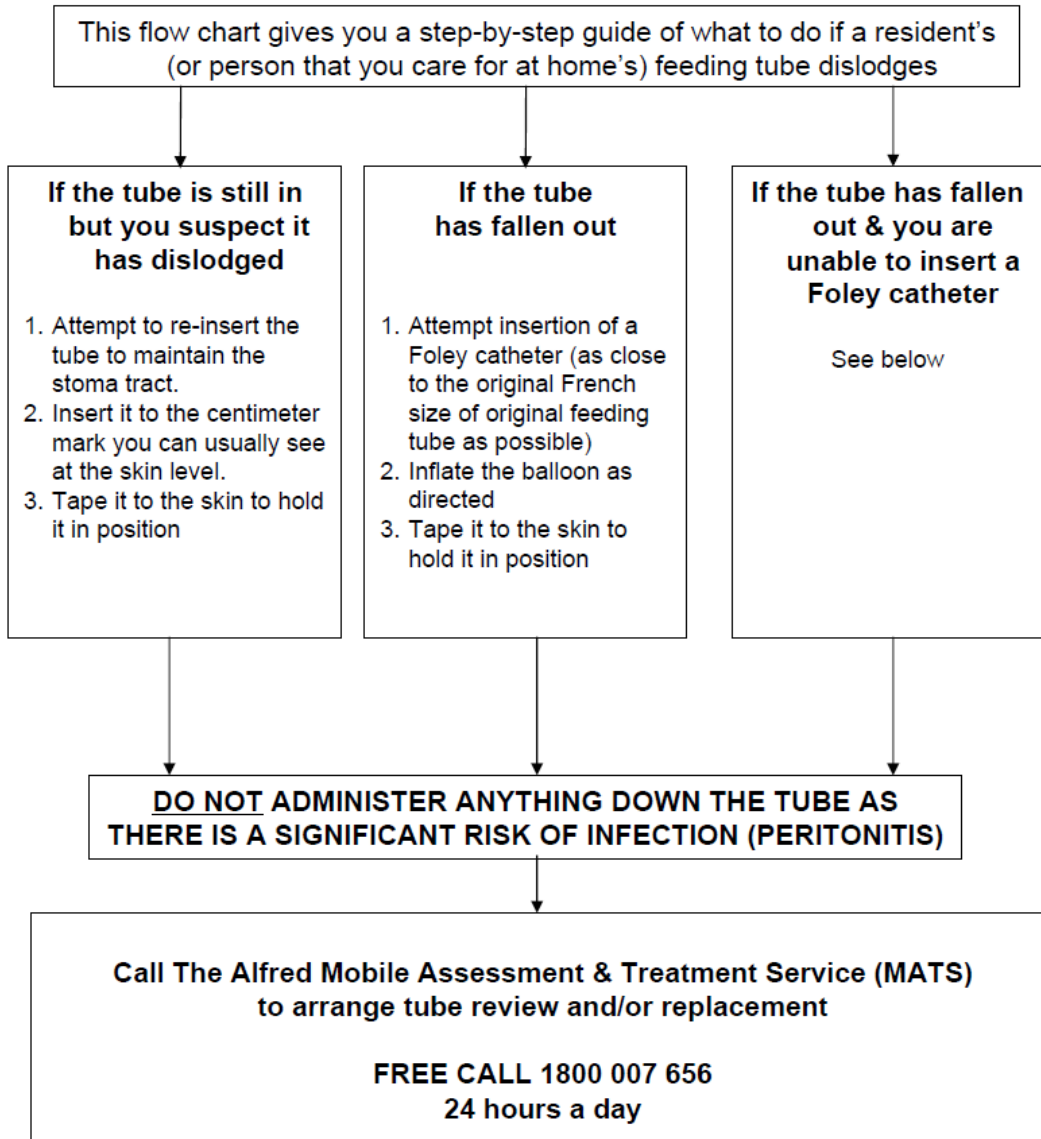 This flow chart gives you a step-by-step guide of what to do if a resident's
(or person that you care for at home's) feeding tube dislodges
If the tube is still in
but you suspect it
has dislodged
1. Attempt to re-insert the
tube to maintain the
stoma tract.
2. Insert it to the centimeter
mark you can usually see
at the skin level.
3. Tape it to the skin to hold
it in position
If the tube
has fallen out
1. Attempt insertion of a
Foley catheter (as close
to the original French
size of original feeding
tube as possible)
2. Inflate the balloon as
directed
3. Tape it to the skin to
hold it in position
If the tube has fallen
out & you are
unable to insert a
Foley catheter
See below
DO NOT ADMINISTER ANYTHING DOWN THE TUBE AS
THERE IS A SIGNIFICANT RISK OF INFECTION (PERITONITIS)
Call The Alfred Mobile Assessment & Treatment Service (MATS)
to arrange tube review and/or replacement
FREE CALL 1800 007 656
24 hours a day